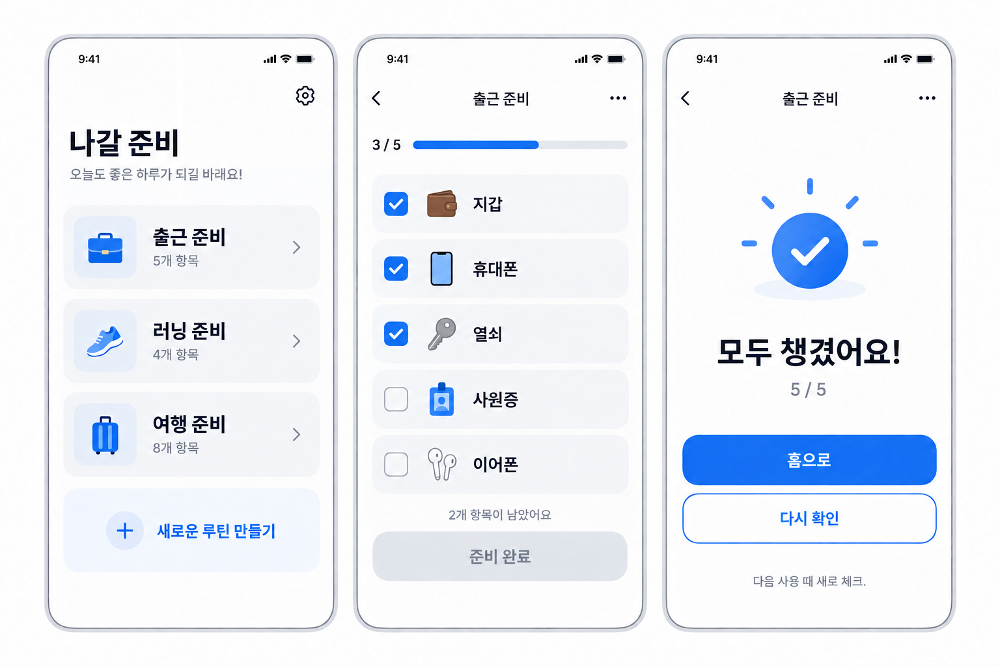 9:41
나갈 준비
오늘도 좋은 하루가 되길 바래요!
출근 준비
5개 항목
러닝 준비
4개 항목
여행 준비
8개 항목
새로운 루틴 만들기
9:41
출근 준비
3 / 5
지갑
휴대폰
열쇠
사원증
이어폰
2개 항목이 남았어요
준비 완료
9:41
출근 준비
모두 챙겼어요!
5 / 5
홈으로
다시 확인
다음 사용 때 새로 체크.